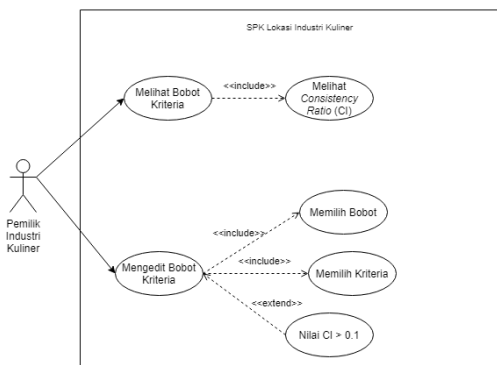 SPK Lokasi Industri Kuliner
Melihat Bobot
Kriteria
<<include>>
Melihat
Consistency
Ratio (CI)
Pemilik
Industri
Kuliner
Mengedit Bobot
Kriteria
<<include>>
Memilih Bobot
<<include>>
Memilih Kriteria
<<extend>>
Nilai CI > 0.1